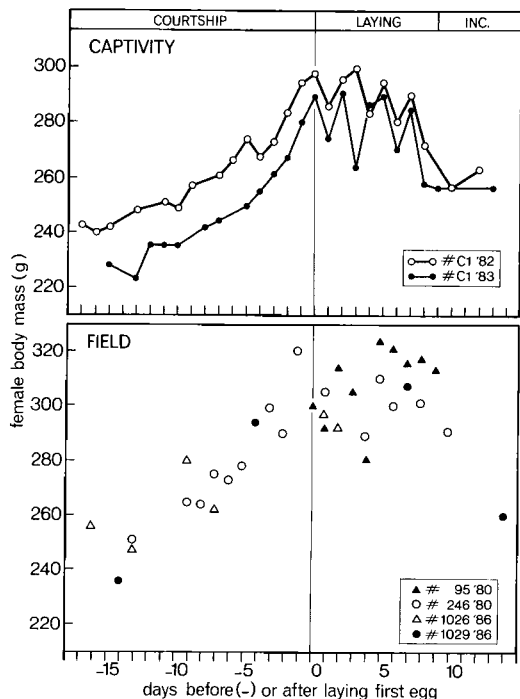 COURTSHIP LAYING INC.
CAPTIVITY
300
280
260
240
220
#C1 '82
#C1 '83
female body mass (g)
FIELD
320
300
280
260
240
210
# 95 '80
# 246 '80
#1026 '86
#1029 '86
-15 -10 -5 0 5 10
days before(-) or after laying first egg